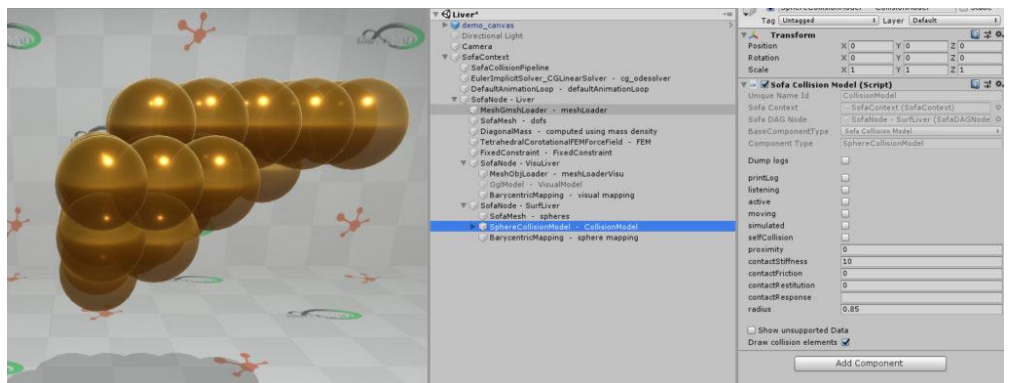 Liver*
demo_canvas
Directional Light
Camera
SofaContext
SofaCollisionPipeline
EulerImplicitSolver_CGLinearSolver - cg_odesolver
DefaultAnimationLoop - defaultAnimationLoop
SofaNode - Liver
MeshGmshLoader - meshLoader
SofaMesh - dofs
DiagonalMass - computed using mass density
TetrahedralCorotationalFEMForceField - FEM
FixedConstraint - FixedConstraint
SofaNode - VisuLiver
MeshObjLoader - meshLoaderVisu
OglModel - VisualModel
BarycentricMapping - visual mapping
SofaNode - SurfLiver
SofaMesh - spheres
SphereCollisionModel - CollisionModel
BarycentricMapping - sphere mapping
Tag Untagged Layer Default
Transform
Position X 0 Y 0 Z 0
Rotation X 0 Y 0 Z 0
Scale X 1 Y 1 Z 1
Sofa Collision Model (Script)
Unique Name Id CollisionModel
Sofa Context SofaContext (SofaContext)
Sofa DAG Node SofaNode - SurfLiver (SofaDAGNode
BaseComponentType Sofa Collision Model
Component Type SphereCollisionModel
Dump logs
printLog
listening
active
moving
simulated
selfCollision
proximity 0
contactStiffness 10
contactFriction 0
contactRestitution 0
contactResponse
radius 0.85
Show unsupported Data
Draw collision elements
Add Component